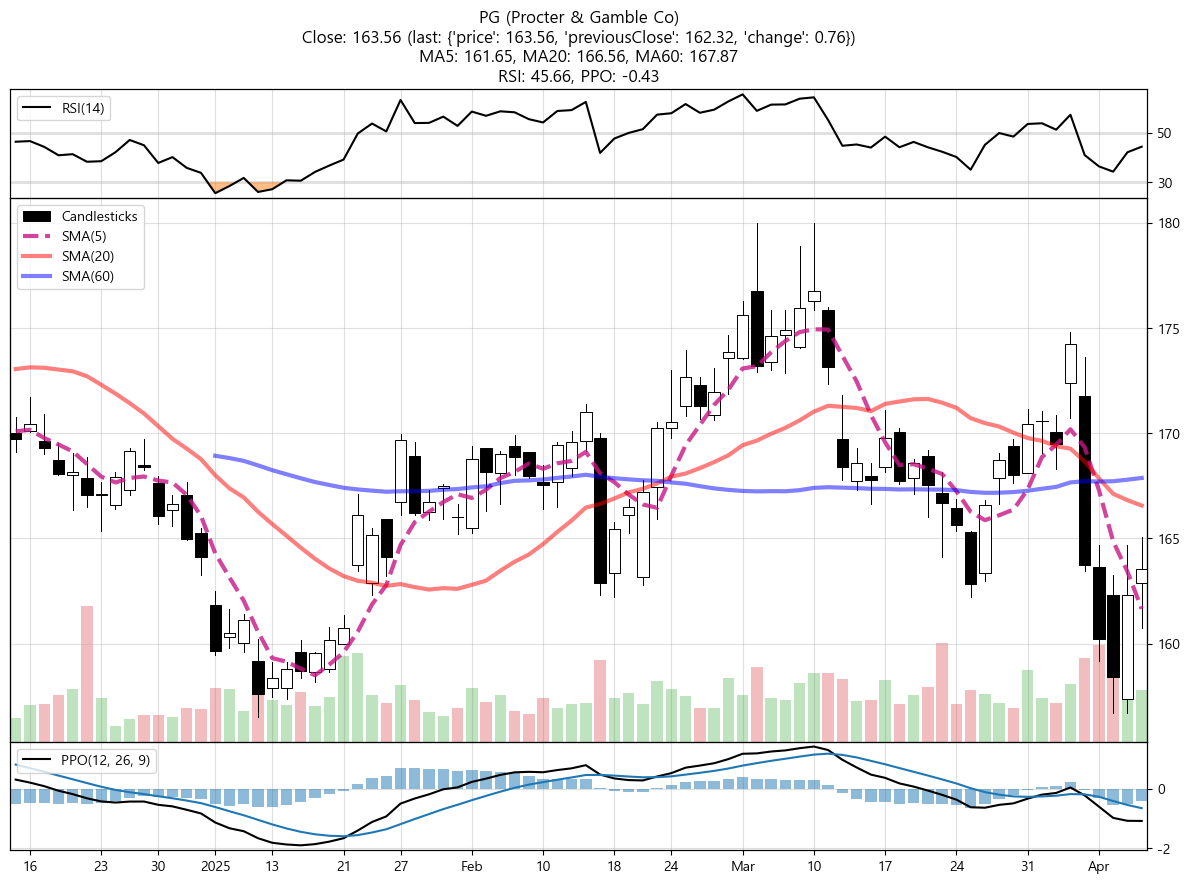 PG (Procter & Gamble Co)
Close: 163.56 (last: {'price': 163.56, 'previousClose': 162.32, 'change': 0.76})
MA5: 161.65, MA20: 166.56, MA60: 167.87
RSI: 45.66, PPO: -0.43
RSI(14)
50
30
Candlesticks
SMA(5)
SMA(20)
SMA(60)
180
175
170
165
160
PPO(12, 26, 9)
0
-2
16 23 30 2025 13 21 27 Feb 10 18 24 Mar 10 17 24 31 Apr